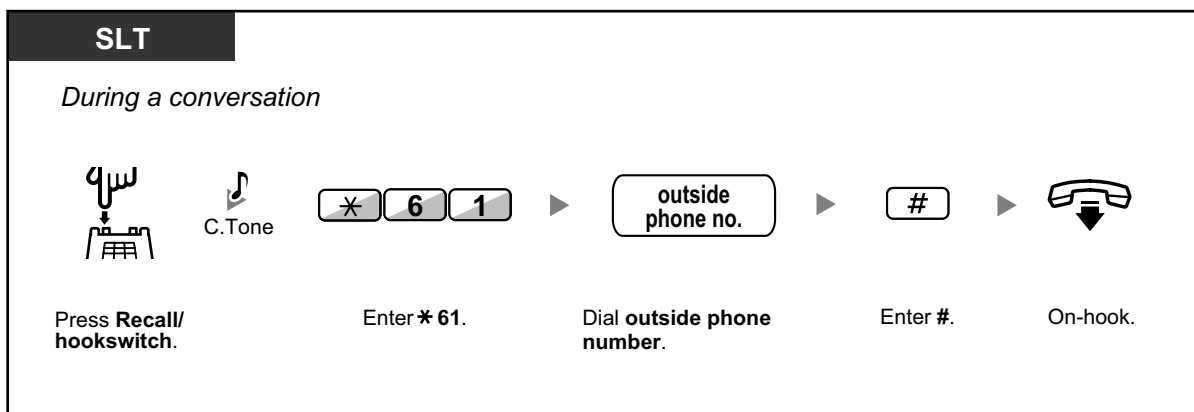 SLT
During a conversation
C.Tone
* 6 1
outside
phone no.
#
Press Recall/
hookswitch.
Enter * 61.
Dial outside phone
number.
Enter #.
On-hook.